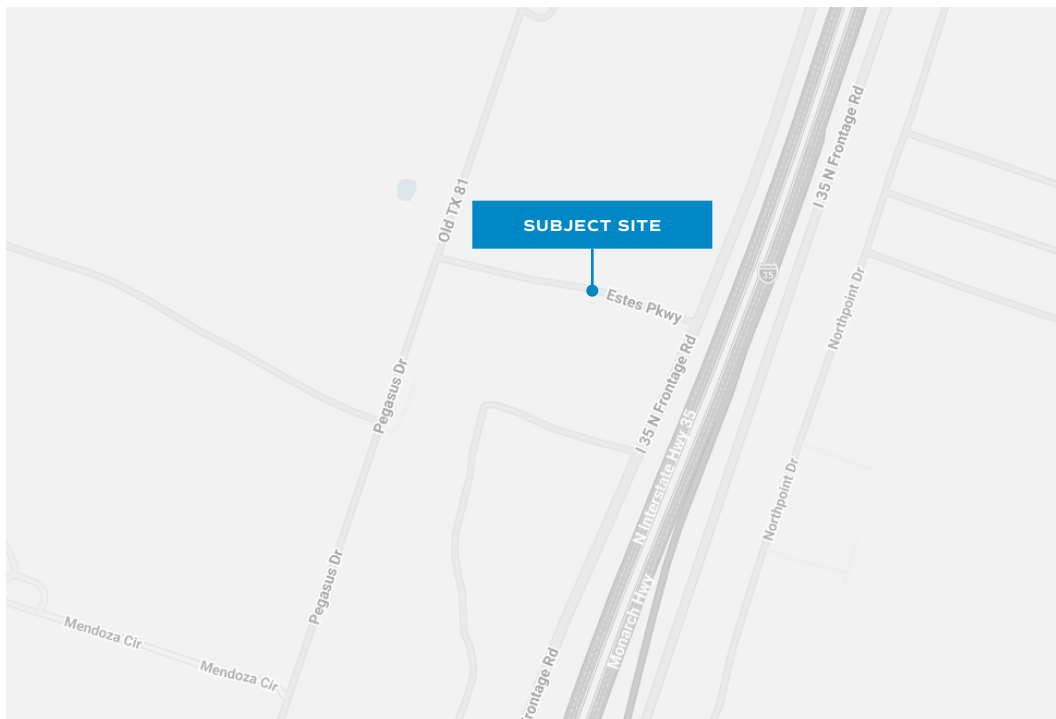 I 35 N Frontage Rd
Old TX 81
SUBJECT SITE
35
Estes Pkwy
Northpoint Dr
I 35 N Frontage Rd
Pegasus Dr
N Interstate Hwy 35
Northpoint Dr
Pegasus Dr
Monarch Hwy
Mendoza Cir
Mendoza Cir
Frontage Rd